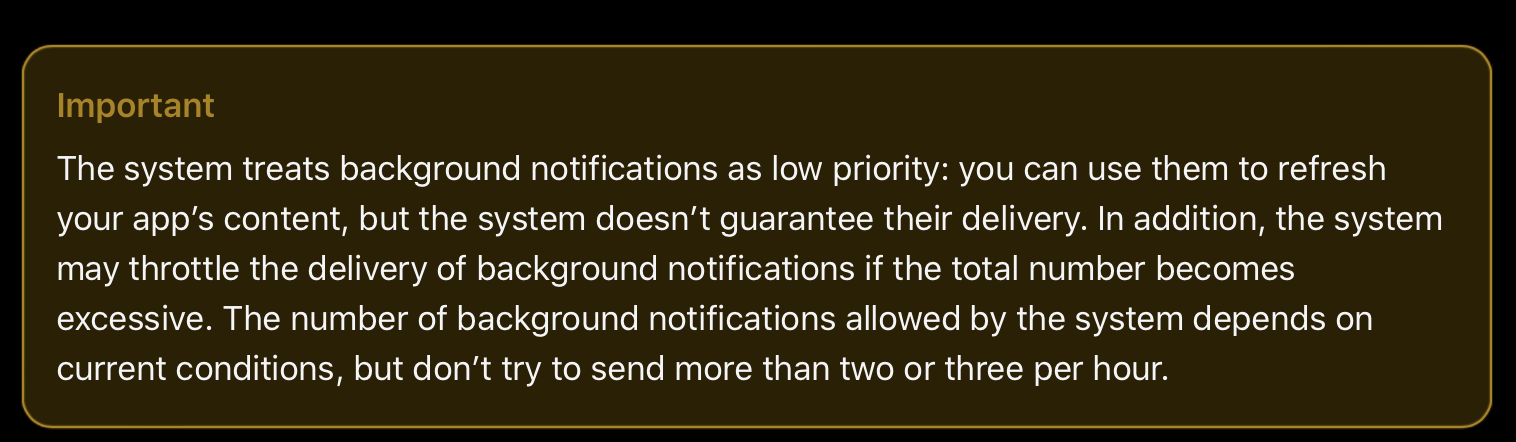 Important
The system treats background notifications as low priority: you can use them to refresh
your app’s content, but the system doesn’t guarantee their delivery. In addition, the system
may throttle the delivery of background notifications if the total number becomes
excessive. The number of background notifications allowed by the system depends on
current conditions, but don’t try to send more than two or three per hour.